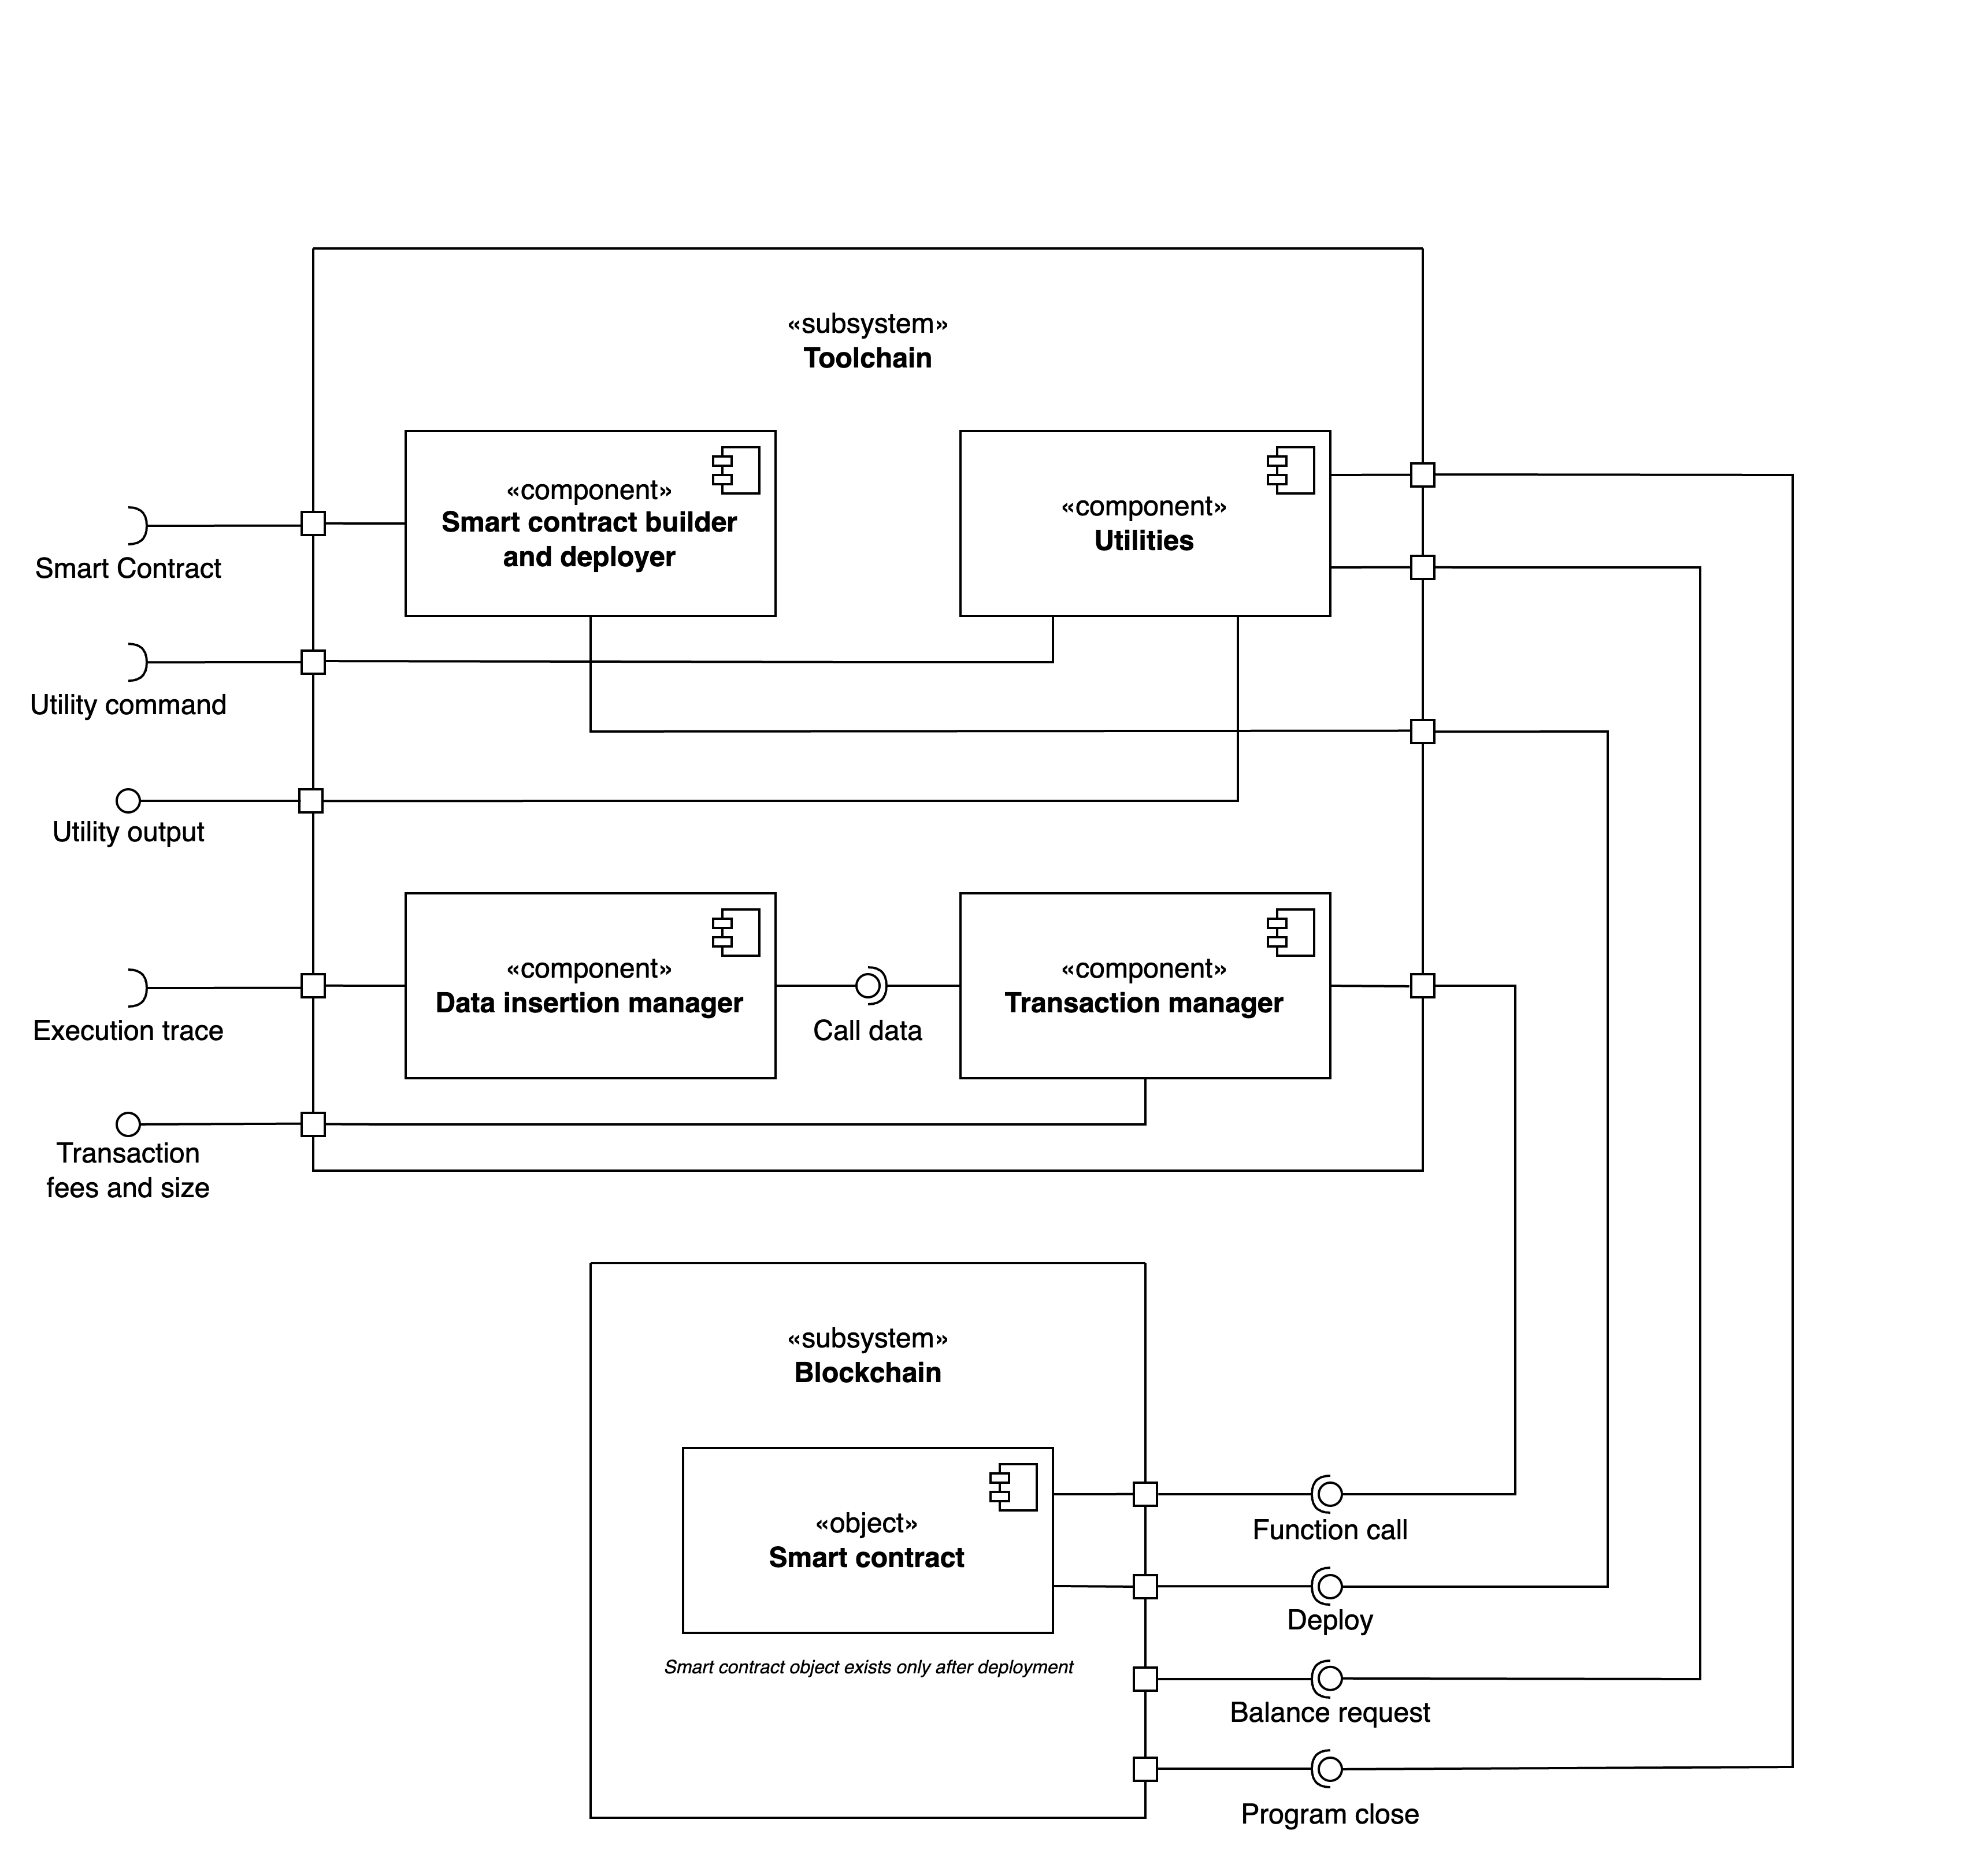 «subsystem»
Toolchain
«component»
Smart contract builder
and deployer
«component»
Utilities
Smart Contract
Utility command
Utility output
«component»
Data insertion manager
Call data
«component»
Transaction manager
Execution trace
Transaction
fees and size
«subsystem»
Blockchain
«object»
Smart contract
Smart contract object exists only after deployment
Function call
Deploy
Balance request
Program close